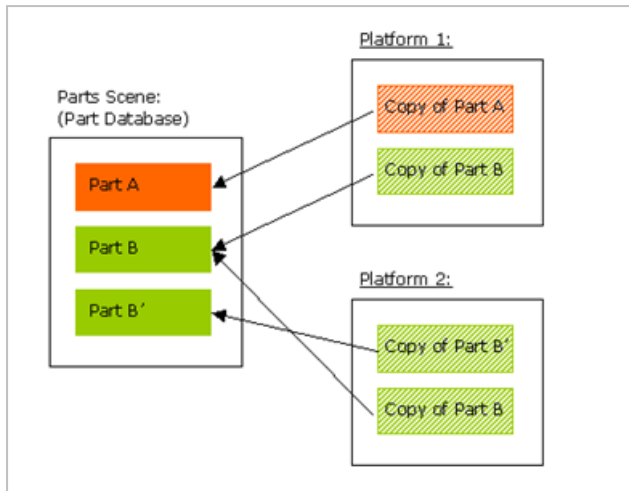 Platform 1:
Parts Scene:
(Part Database)
Copy of Part A
Copy of Part B
Part A
Part B
Part B´
Platform 2:
Copy of Part B´
Copy of Part B